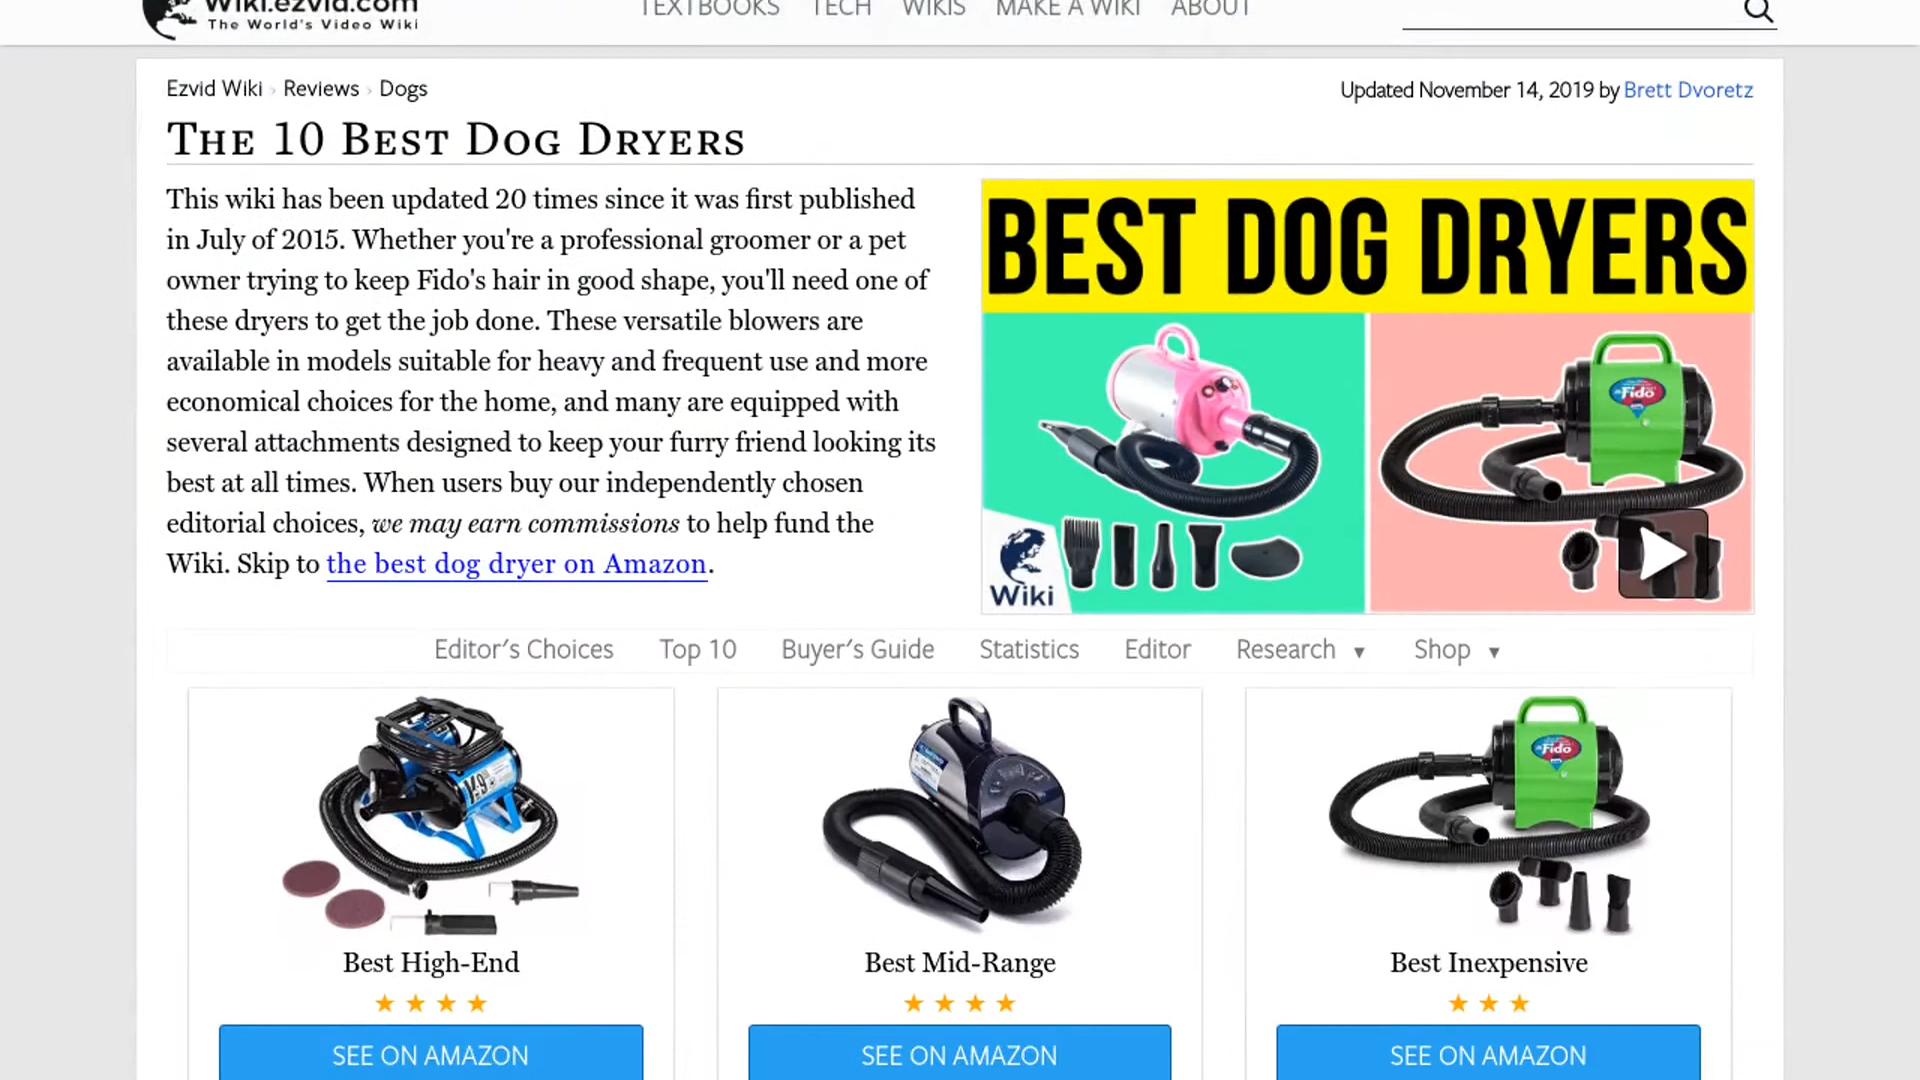 Wiki.ezvid.com
The World's Video Wiki
TEXTBOOKS TECH WIKIS MAKE A WIKI ABOUT
Ezvid Wiki › Reviews › Dogs
Updated November 14, 2019 by Brett Dvoretz
The 10 Best Dog Dryers
This wiki has been updated 20 times since it was first published
in July of 2015. Whether you're a professional groomer or a pet
owner trying to keep Fido's hair in good shape, you'll need one of
these dryers to get the job done. These versatile blowers are
available in models suitable for heavy and frequent use and more
economical choices for the home, and many are equipped with
several attachments designed to keep your furry friend looking its
best at all times. When users buy our independently chosen
editorial choices, we may earn commissions to help fund the
Wiki. Skip to the best dog dryer on Amazon.
BEST DOG DRYERS
Fido
Wiki
Editor's Choices Top 10 Buyer's Guide Statistics Editor Research ▼ Shop ▼
K-9
Fido
Best High-End
Best Mid-Range
Best Inexpensive
SEE ON AMAZON
SEE ON AMAZON
SEE ON AMAZON